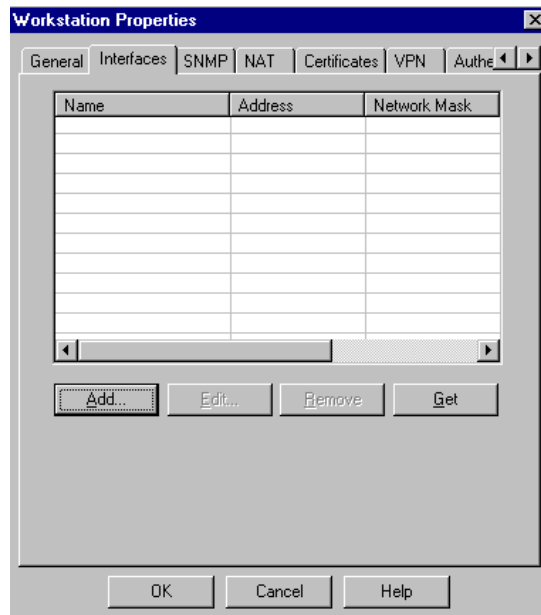 Workstation Properties
General Interfaces SNMP NAT Certificates VPN Authe
Name Address Network Mask
Add... Edit... Remove Get
OK Cancel Help